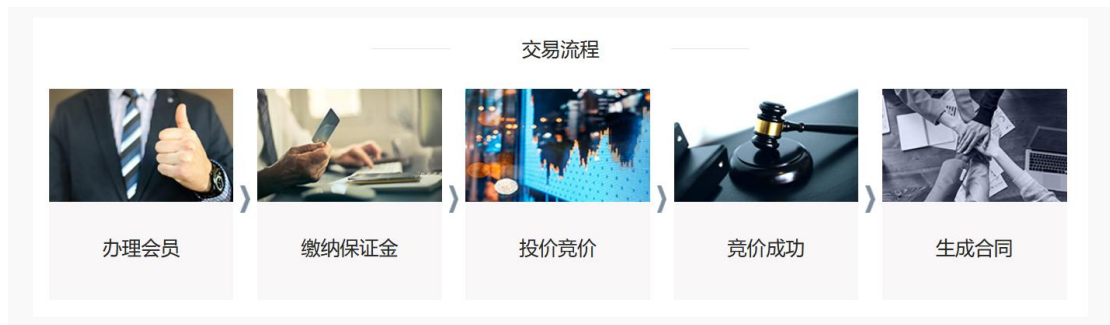 交易流程
办理会员
缴纳保证金
投价竞价
竞价成功
生成合同